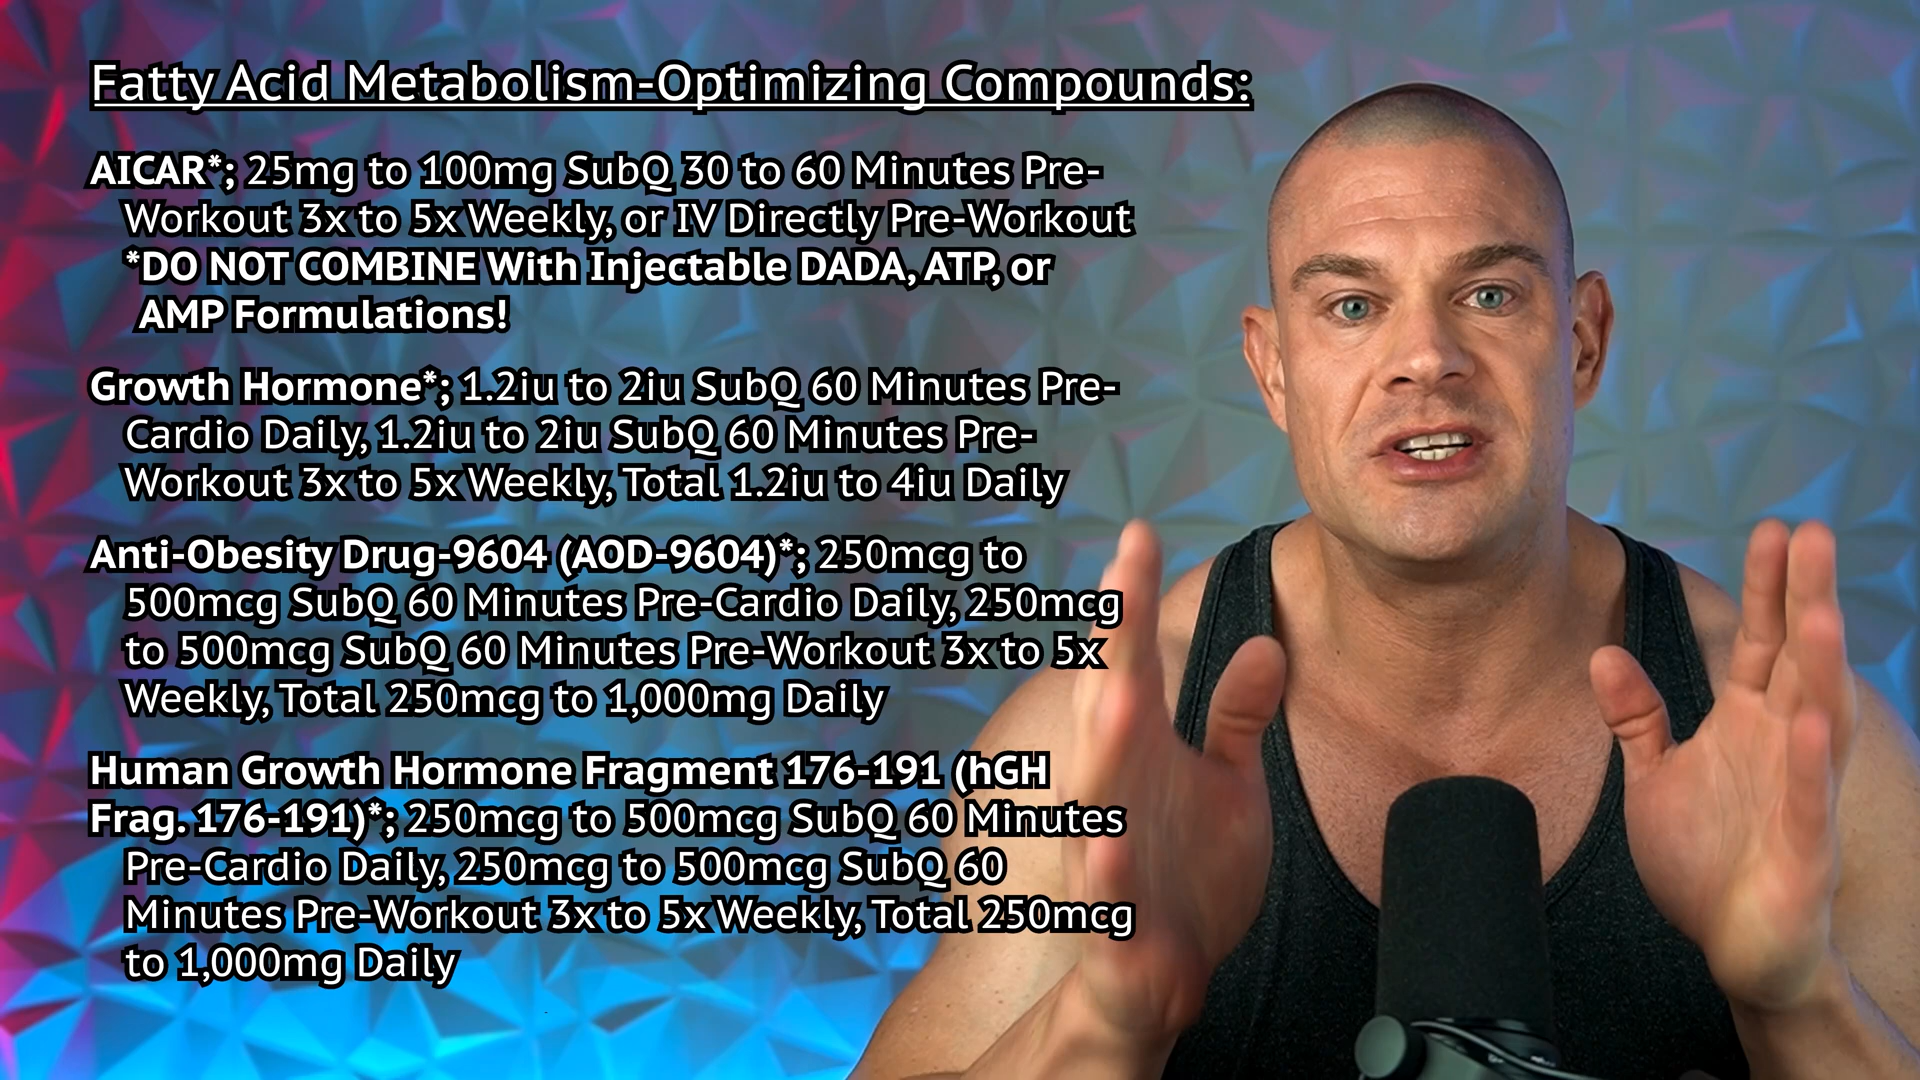 Fatty Acid Metabolism-Optimizing Compounds:
AICAR*; 25mg to 100mg SubQ 30 to 60 Minutes Pre-
Workout 3x to 5x Weekly, or IV Directly Pre-Workout
*DO NOT COMBINE With Injectable DADA, ATP, or
AMP Formulations!
Growth Hormone*; 1.2iu to 2iu SubQ 60 Minutes Pre-
Cardio Daily, 1.2iu to 2iu SubQ 60 Minutes Pre-
Workout 3x to 5x Weekly, Total 1.2iu to 4iu Daily
Anti-Obesity Drug-9604 (AOD-9604)*; 250mcg to
500mcg SubQ 60 Minutes Pre-Cardio Daily, 250mcg
to 500mcg SubQ 60 Minutes Pre-Workout 3x to 5x
Weekly, Total 250mcg to 1,000mg Daily
Human Growth Hormone Fragment 176-191 (hGH
Frag. 176-191)*; 250mcg to 500mcg SubQ 60 Minutes
Pre-Cardio Daily, 250mcg to 500mcg SubQ 60
Minutes Pre-Workout 3x to 5x Weekly, Total 250mcg
to 1,000mg Daily